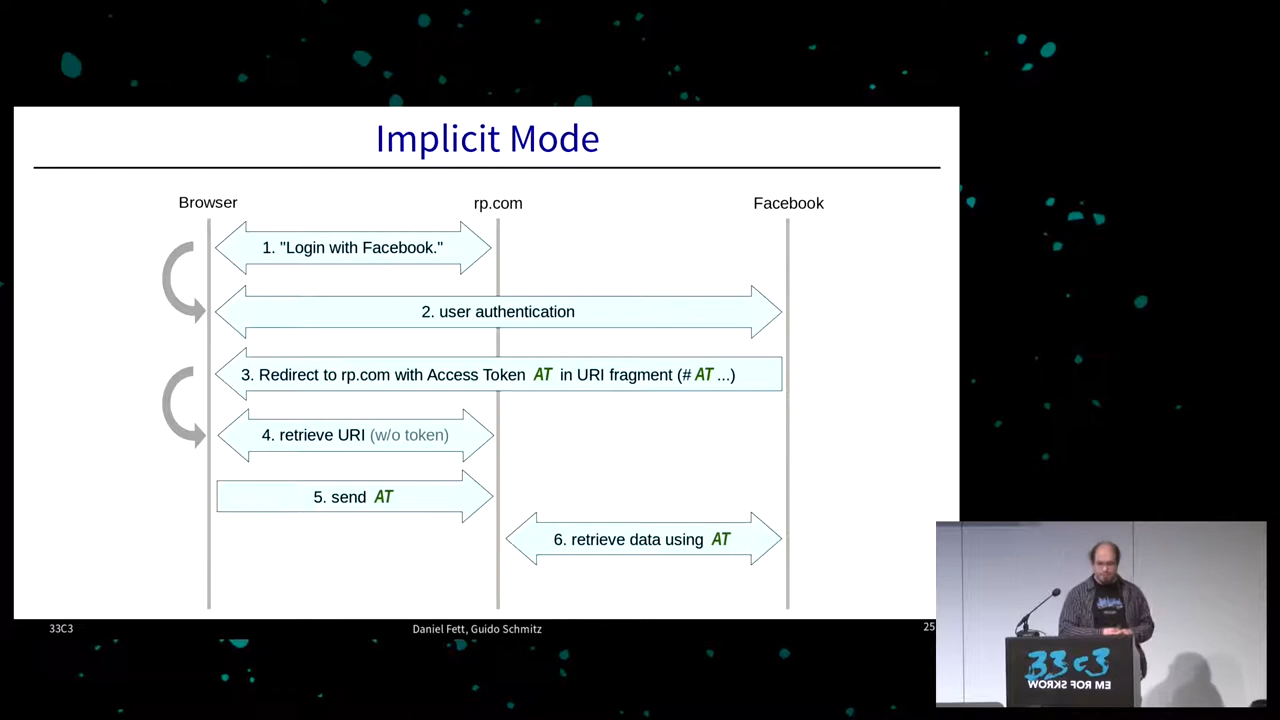 Implicit Mode
Browser
rp.com
Facebook
1. "Login with Facebook."
2. user authentication
3. Redirect to rp.com with Access Token AT in URI fragment (# AT ...)
4. retrieve URI (w/o token)
5. send AT
6. retrieve data using AT
33C3
Daniel Fett, Guido Schmitz
25
33c3
WORKS FOR ME